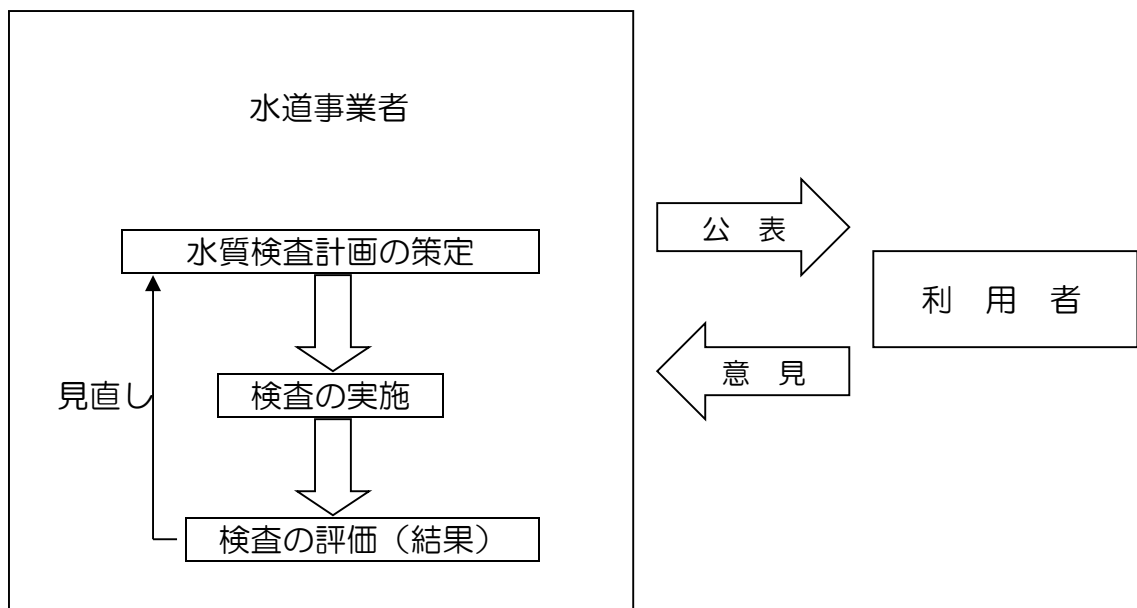 水道事業者
水質検査計画の策定
検査の実施
見直し
検査の評価（結果）
公　表
意　見
利　用　者